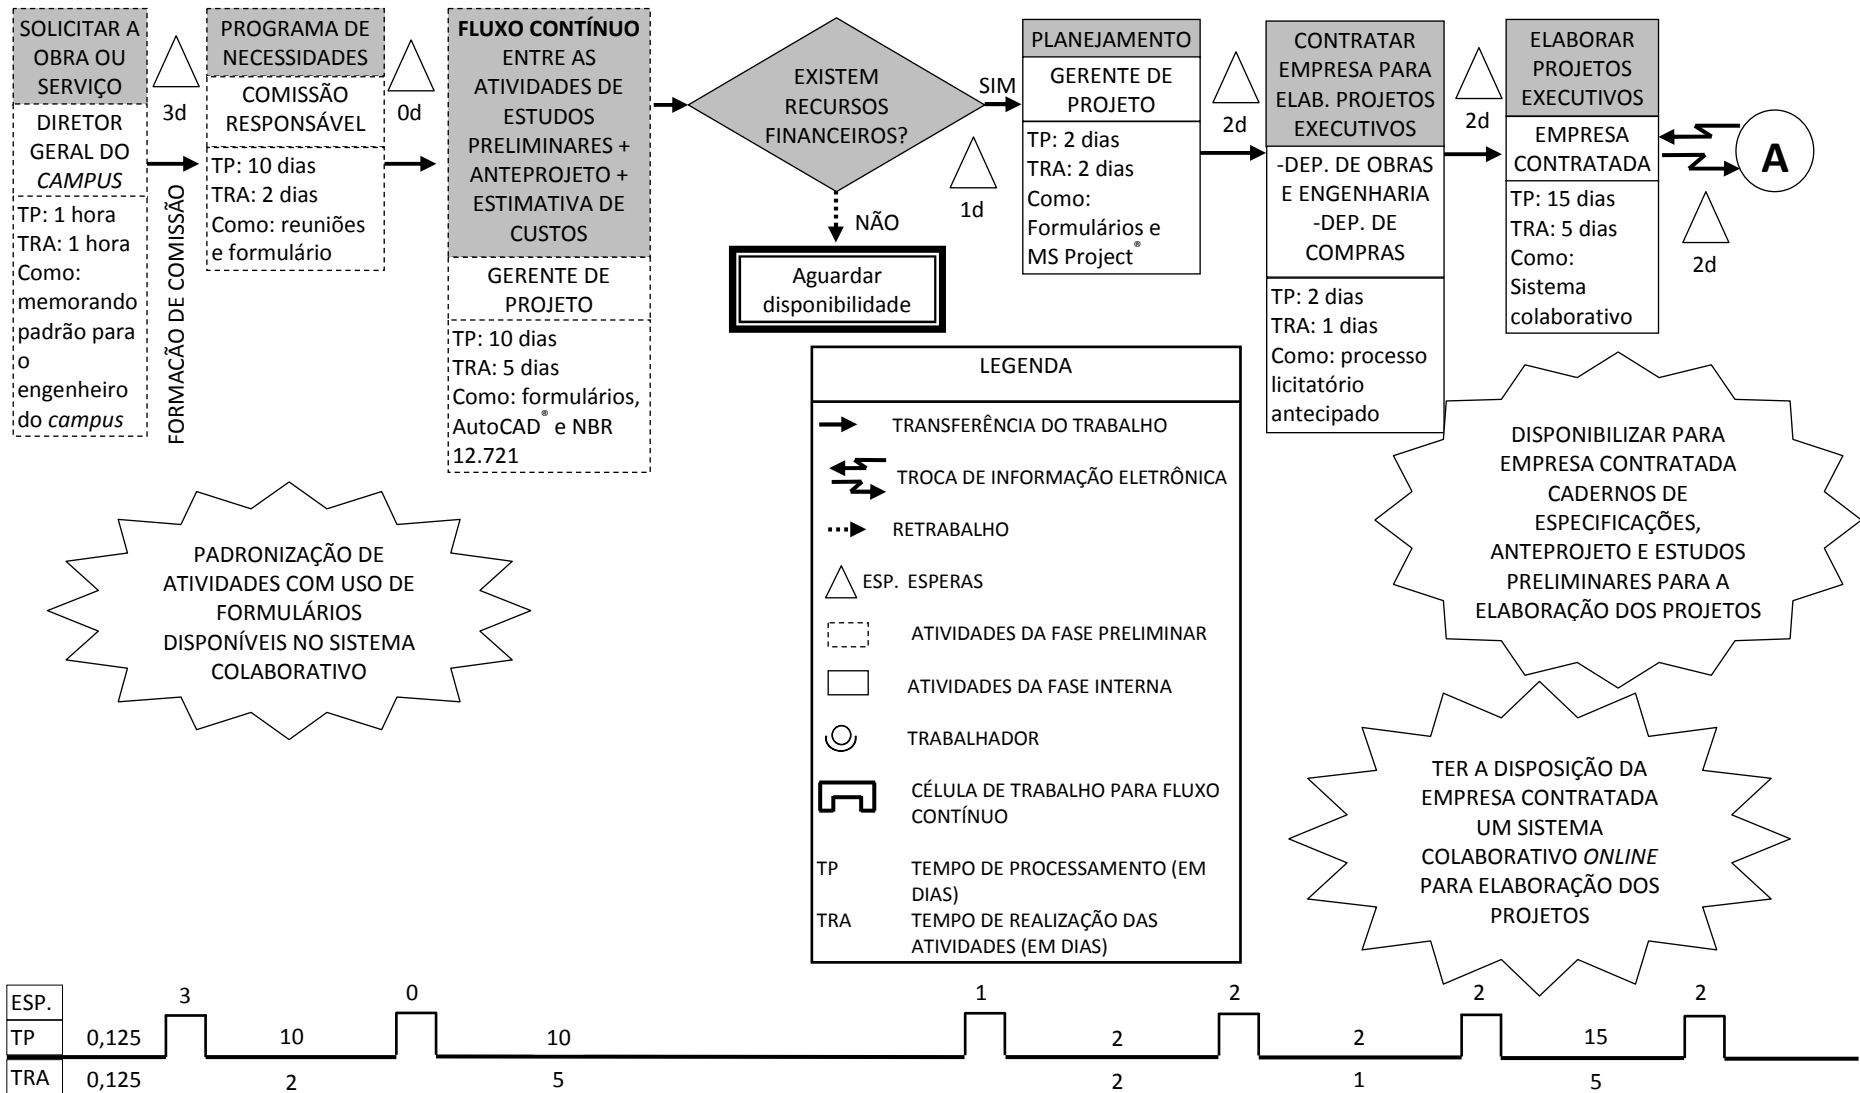 SOLICITAR A
OBRA OU
SERVIÇO
DIRETOR
GERAL DO
CAMPUS
TP: 1 hora
TRA: 1 hora
Como:
memorando
padrão para
o
engenheiro
do campus
3d
FORMAÇÃO DE COMISSÃO
PROGRAMA DE
NECESSIDADES
COMISSÃO
RESPONSÁVEL
TP: 10 dias
TRA: 2 dias
Como: reuniões
e formulário
0d
FLUXO CONTÍNUO
ENTRE AS
ATIVIDADES DE
ESTUDOS
PRELIMINARES +
ANTEPROJETO +
ESTIMATIVA DE
CUSTOS
GERENTE DE
PROJETO
TP: 10 dias
TRA: 5 dias
Como: formulários,
AutoCAD® e NBR
12.721
EXISTEM
RECURSOS
FINANCEIROS?
SIM
1d
NÃO
Aguardar
disponibilidade
PLANEJAMENTO
GERENTE DE
PROJETO
TP: 2 dias
TRA: 2 dias
Como:
Formulários e
MS Project®
2d
CONTRATAR
EMPRESA PARA
ELAB. PROJETOS
EXECUTIVOS
-DEP. DE OBRAS
E ENGENHARIA
-DEP. DE
COMPRAS
TP: 2 dias
TRA: 1 dias
Como: processo
licitatório
antecipado
2d
ELABORAR
PROJETOS
EXECUTIVOS
EMPRESA
CONTRATADA
TP: 15 dias
TRA: 5 dias
Como:
Sistema
colaborativo
A
2d
PADRONIZAÇÃO DE
ATIVIDADES COM USO DE
FORMULÁRIOS
DISPONÍVEIS NO SISTEMA
COLABORATIVO
LEGENDA
TRANSFERÊNCIA DO TRABALHO
TROCA DE INFORMAÇÃO ELETRÔNICA
RETRABALHO
ESP. ESPERAS
ATIVIDADES DA FASE PRELIMINAR
ATIVIDADES DA FASE INTERNA
TRABALHADOR
CÉLULA DE TRABALHO PARA FLUXO
CONTÍNUO
TP TEMPO DE PROCESSAMENTO (EM
DIAS)
TRA TEMPO DE REALIZAÇÃO DAS
ATIVIDADES (EM DIAS)
DISPONIBILIZAR PARA
EMPRESA CONTRATADA
CADERNOS DE
ESPECIFICAÇÕES,
ANTEPROJETO E ESTUDOS
PRELIMINARES PARA A
ELABORAÇÃO DOS PROJETOS
TER A DISPOSIÇÃO DA
EMPRESA CONTRATADA
UM SISTEMA
COLABORATIVO ONLINE
PARA ELABORAÇÃO DOS
PROJETOS
ESP. 3 0 1 2 2 2
TP 0,125 10 10 2 2 15
TRA 0,125 2 5 2 1 5